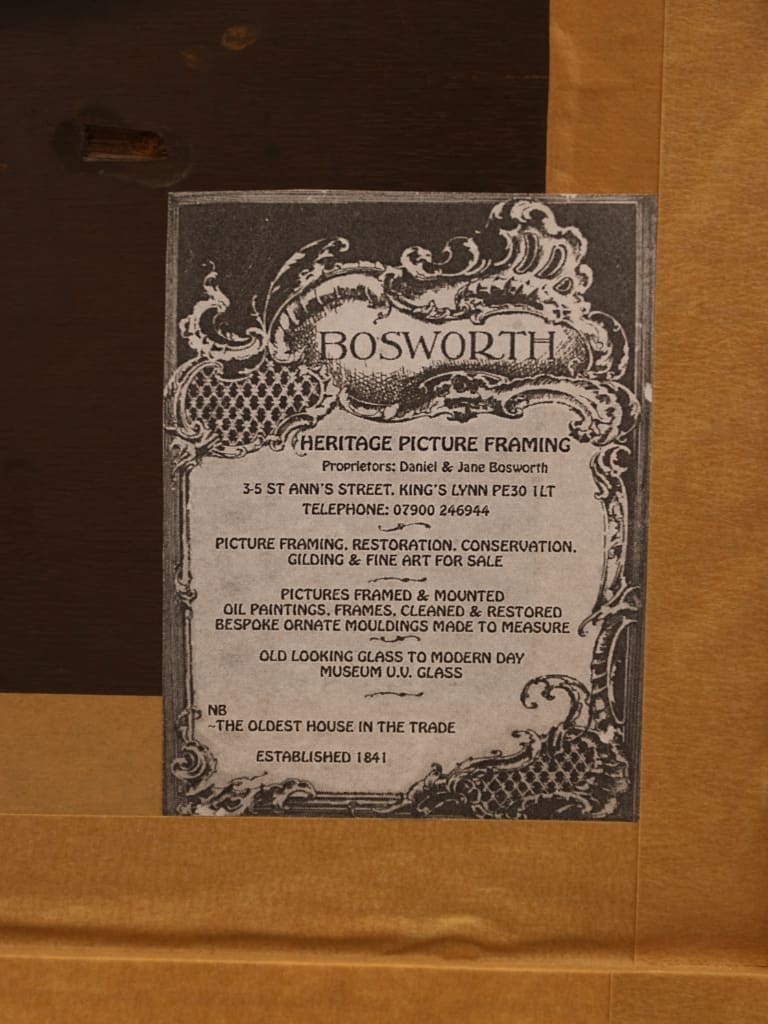 BOSWORTH
HERITAGE PICTURE FRAMING
Proprietors: Daniel & Jane Bosworth
3-5 ST ANN'S STREET, KING'S LYNN PE30 1LT
TELEPHONE: 07900 246944
PICTURE FRAMING, RESTORATION, CONSERVATION,
GILDING & FINE ART FOR SALE
PICTURES FRAMED & MOUNTED
OIL PAINTINGS, FRAMES, CLEANED & RESTORED
BESPOKE ORNATE MOULDINGS MADE TO MEASURE
OLD LOOKING GLASS TO MODERN DAY
MUSEUM U.V. GLASS
NB
~THE OLDEST HOUSE IN THE TRADE
ESTABLISHED 1841